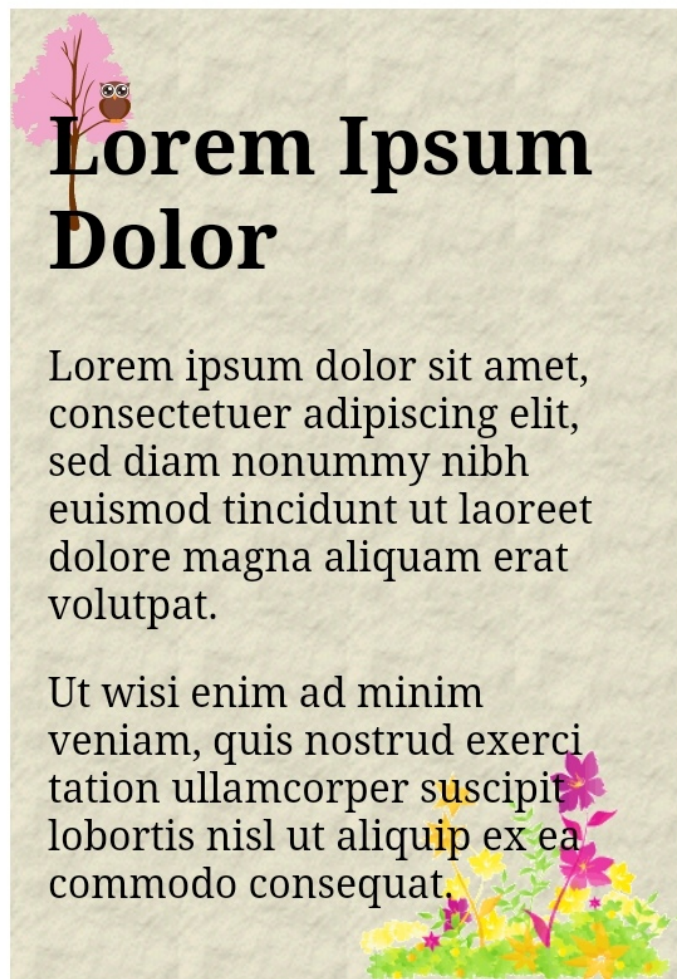 Lorem Ipsum
Dolor
Lorem ipsum dolor sit amet,
consectetuer adipiscing elit,
sed diam nonummy nibh
euismod tincidunt ut laoreet
dolore magna aliquam erat
volutpat.
Ut wisi enim ad minim
veniam, quis nostrud exerci
tation ullamcorper suscipit
lobortis nisl ut aliquip ex ea
commodo consequat.